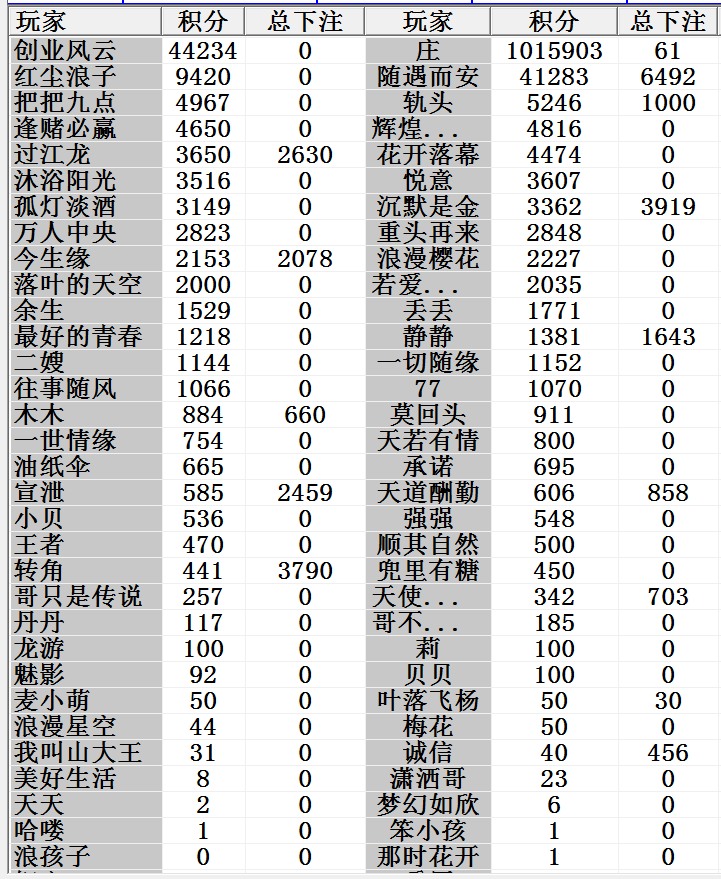 玩家 积分 总下注 玩家 积分 总下注
创业风云 44234 0 庄 1015903 61
红尘浪子 9420 0 随遇而安 41283 6492
把把九点 4967 0 轨头 5246 1000
逢赌必赢 4650 0 辉煌... 4816 0
过江龙 3650 2630 花开落幕 4474 0
沐浴阳光 3516 0 悦意 3607 0
孤灯淡酒 3149 0 沉默是金 3362 3919
万人中央 2823 0 重头再来 2848 0
今生缘 2153 2078 浪漫樱花 2227 0
落叶的天空 2000 0 若爱... 2035 0
余生 1529 0 丢丢 1771 0
最好的青春 1218 0 静静 1381 1643
二嫂 1144 0 一切随缘 1152 0
往事随风 1066 0 77 1070 0
木木 884 660 莫回头 911 0
一世情缘 754 0 天若有情 800 0
油纸伞 665 0 承诺 695 0
宣泄 585 2459 天道酬勤 606 858
小贝 536 0 强强 548 0
王者 470 0 顺其自然 500 0
转角 441 3790 兜里有糖 450 0
哥只是传说 257 0 天使... 342 703
丹丹 117 0 哥不... 185 0
龙游 100 0 莉 100 0
魅影 92 0 贝贝 100 0
麦小萌 50 0 叶落飞杨 50 30
浪漫星空 44 0 梅花 50 0
我叫山大王 31 0 诚信 40 456
美好生活 8 0 潇洒哥 23 0
天天 2 0 梦幻如欣 6 0
哈喽 1 0 笨小孩 1 0
浪孩子 0 0 那时花开 1 0